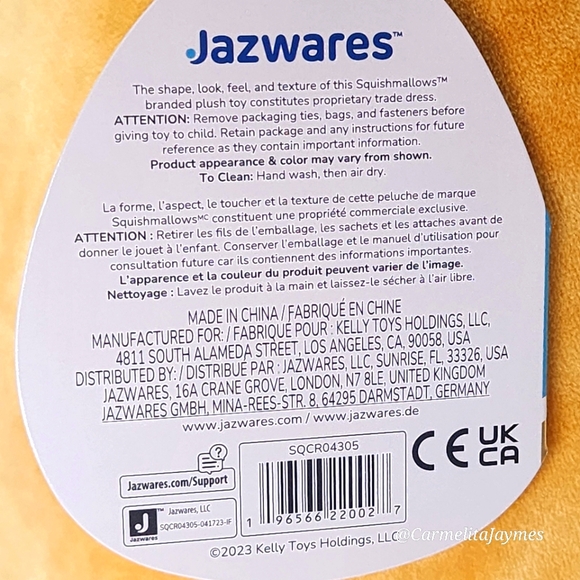 Jazwares™
The shape, look, feel, and texture of this Squishmallows™
branded plush toy constitutes proprietary trade dress.
ATTENTION: Remove packaging ties, bags, and fasteners before
giving toy to child. Retain package and any instructions for future
reference as they contain important information.
Product appearance & color may vary from shown.
To Clean: Hand wash, then air dry.
La forme, l'aspect, le toucher et la texture de cette peluche de marque
Squishmallowsᴹᶜ constituent une propriété commerciale exclusive.
ATTENTION : Retirer les fils de l'emballage, les sachets et les attaches avant de
donner le jouet à l'enfant. Conserver l'emballage et le manuel d'utilisation pour
consultation future car ils contiennent des informations importantes.
L'apparence et la couleur du produit peuvent varier de l'image.
Nettoyage : Lavez le produit à la main et laissez-le sécher à l'air libre.
MADE IN CHINA / FABRIQUÉ EN CHINE
MANUFACTURED FOR: / FABRIQUÉ POUR : KELLY TOYS HOLDINGS, LLC,
4811 SOUTH ALAMEDA STREET, LOS ANGELES, CA, 90058, USA
DISTRIBUTED BY: / DISTRIBUÉ PAR : JAZWARES, LLC, SUNRISE, FL, 33326, USA
JAZWARES, 16A CRANE GROVE, LONDON, N7 8LE, UNITED KINGDOM
JAZWARES GMBH, MINA-REES-STR. 8, 64295 DARMSTADT, GERMANY
www.jazwares.com / www.jazwares.de
?
Jazwares.com/Support
J
Jazwares
Jazwares, LLC
SQCR04305-041723-IF
SQCR04305
1 96566 22002 7
CE UK
CA
©2023 Kelly Toys Holdings, LLC
@CarmelitaJaymes